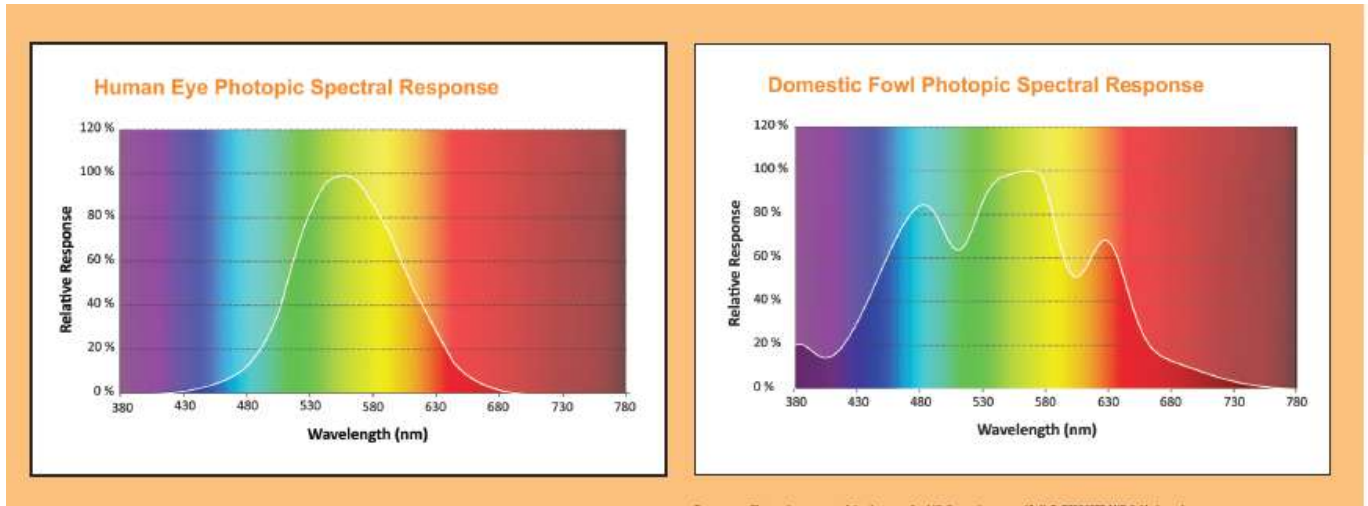 Human Eye Photopic Spectral Response
120 %
100 %
80 %
60 %
40 %
20 %
0 %
Relative Response
380 430 480 530 580 630 680 730 780
Wavelength (nm)
Domestic Fowl Photopic Spectral Response
120 %
100 %
80 %
60 %
40 %
20 %
0 %
Relative Response
380 430 480 530 580 630 680 730 780
Wavelength (nm)